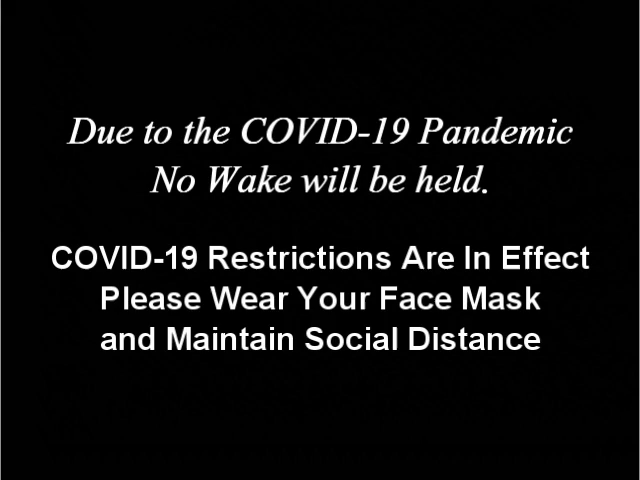 Due to the COVID-19 Pandemic
No Wake will be held.
COVID-19 Restrictions Are In Effect
Please Wear Your Face Mask
and Maintain Social Distance